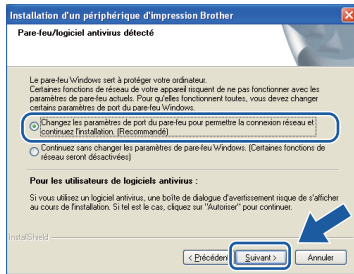 Installation d'un périphérique d'impression Brother
Pare-feu/logiciel antivirus détecté
Le pare-feu Windows sert à protéger votre ordinateur.
Certaines fonctions de réseau de votre appareil risquent de ne pas fonctionner avec les
paramètres de pare-feu actuels. Pour qu'elles fonctionnent toutes, vous devez changer
certains paramètres de port du pare-feu Windows.
Changez les paramètres de port du pare-feu pour permettre la connexion réseau et
continuez l'installation. (Recommandé)
Continuez sans changer les paramètres de pare-feu Windows. (Certaines fonctions de
réseau seront désactivées)
Pour les utilisateurs de logiciels antivirus :
Si vous utilisez un logiciel antivirus, une boîte de dialogue d'avertissement risque de s'afficher
au cours de l'installation. Si tel est le cas, cliquez sur "Autoriser" pour continuer.
InstallShield
< Précédent Suivant > Annuler